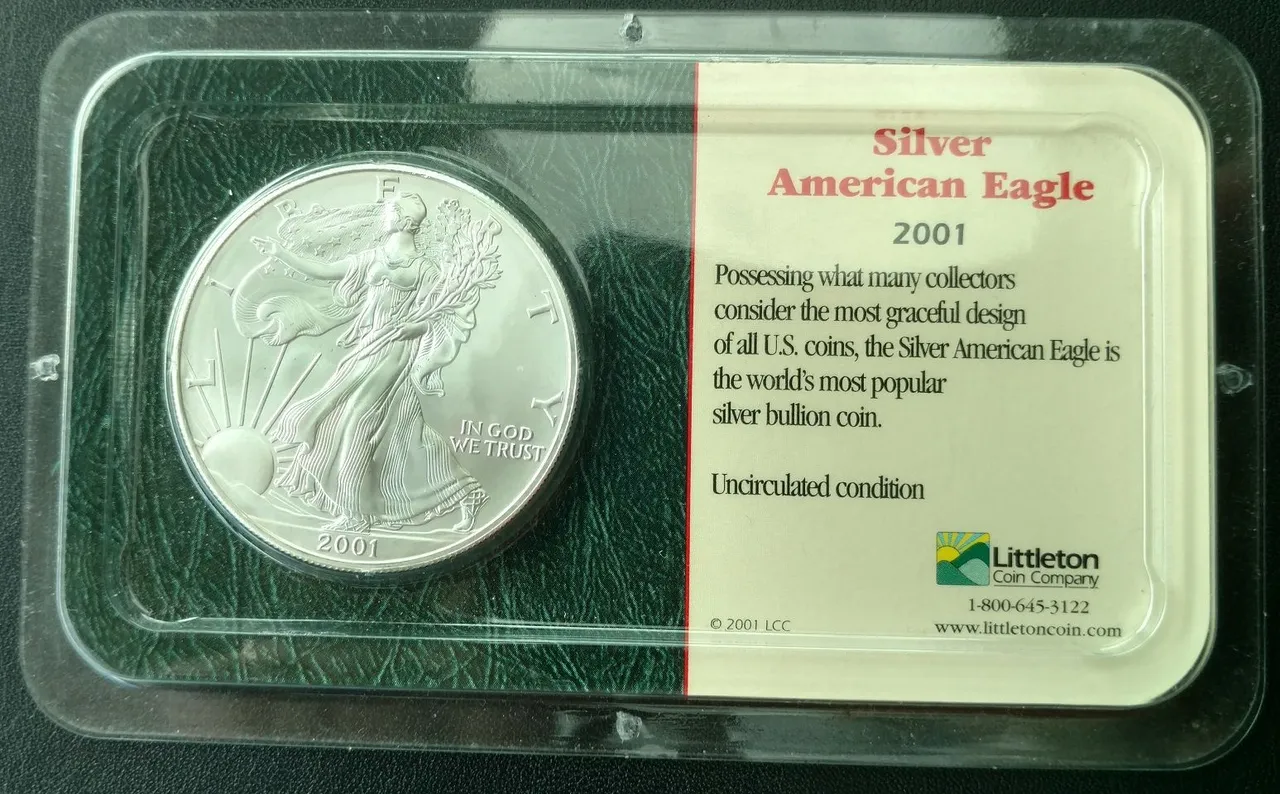 LIBERTY
IN GOD
WE TRUST
2001
Silver
American Eagle
2001
Possessing what many collectors
consider the most graceful design
of all U.S. coins, the Silver American Eagle is
the world's most popular
silver bullion coin.
Uncirculated condition
Littleton
Coin Company
1-800-645-3122
© 2001 LCC
www.littletoncoin.com